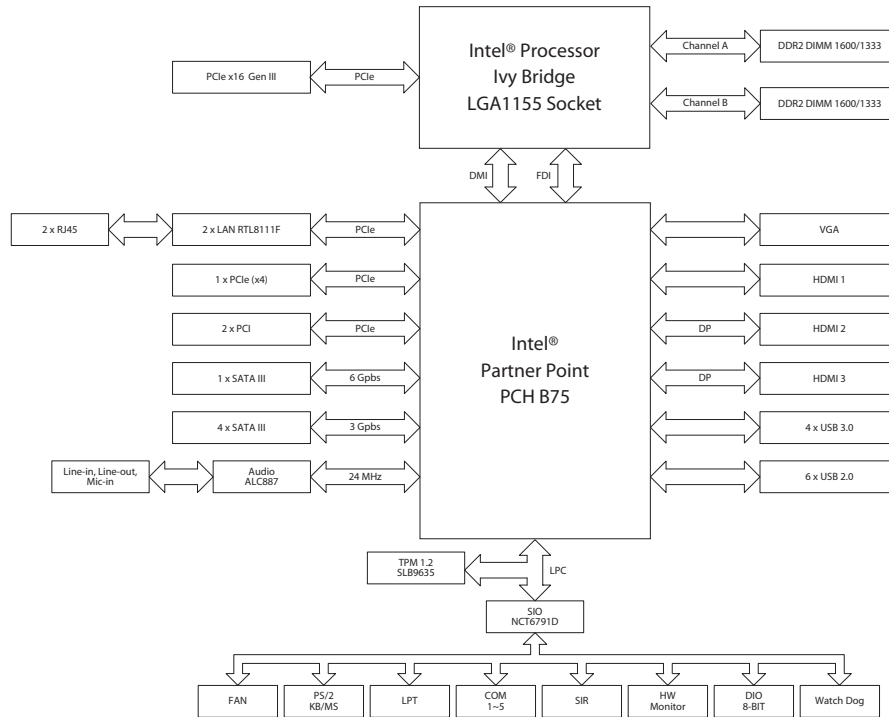 Intel® Processor
Ivy Bridge
LGA1155 Socket
PCIe x16 Gen III
PCIe
Channel A
DDR2 DIMM 1600/1333
Channel B
DDR2 DIMM 1600/1333
DMI
FDI
2 x RJ45
2 x LAN RTL8111F
PCIe
VGA
1 x PCIe (x4)
PCIe
HDMI 1
2 x PCI
PCIe
DP
HDMI 2
Intel®
Partner Point
PCH B75
1 x SATA III
6 Gpbs
DP
HDMI 3
4 x SATA III
3 Gpbs
4 x USB 3.0
Line-in, Line-out,
Mic-in
Audio
ALC887
24 MHz
6 x USB 2.0
TPM 1.2
SLB9635
LPC
SIO
NCT6791D
FAN
PS/2
KB/MS
LPT
COM
1~5
SIR
HW
Monitor
DIO
8-BIT
Watch Dog